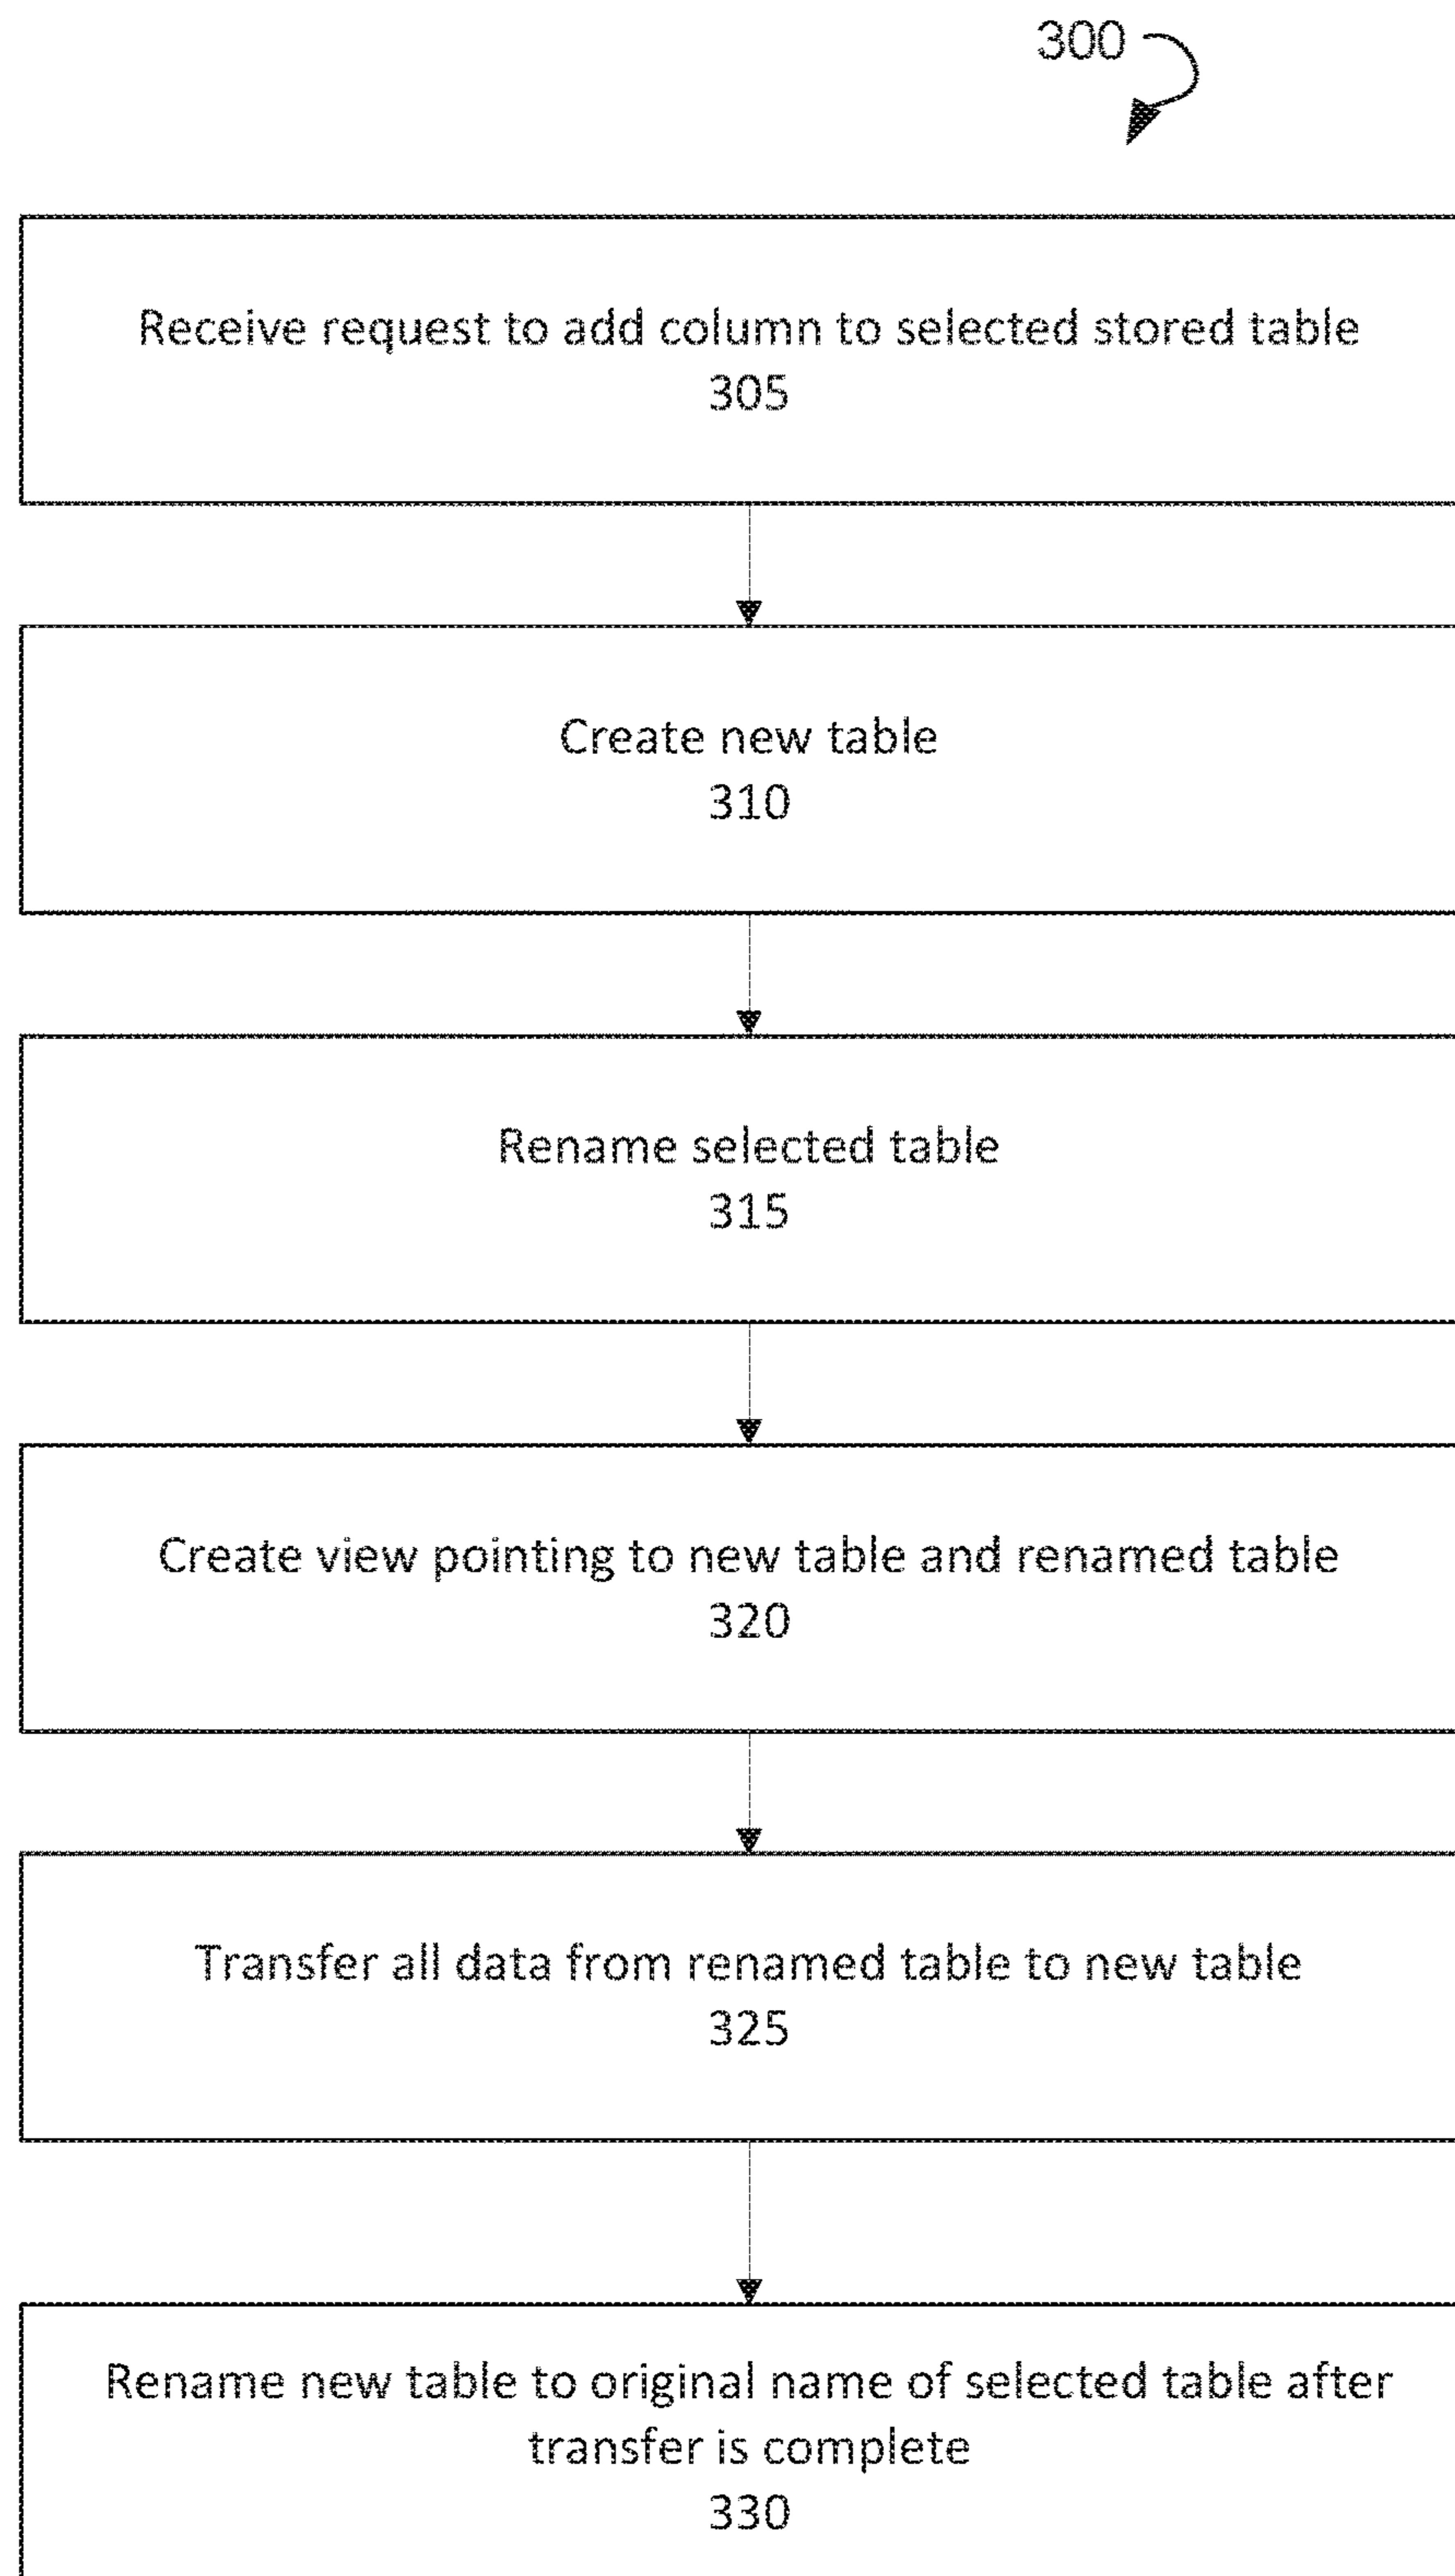 300
Receive request to add column to selected stored table
305
Create new table
310
Rename selected table
315
Create view pointing to new table and renamed table
320
Transfer all data from renamed table to new table
325
Rename new table to original name of selected table after
transfer is complete
330